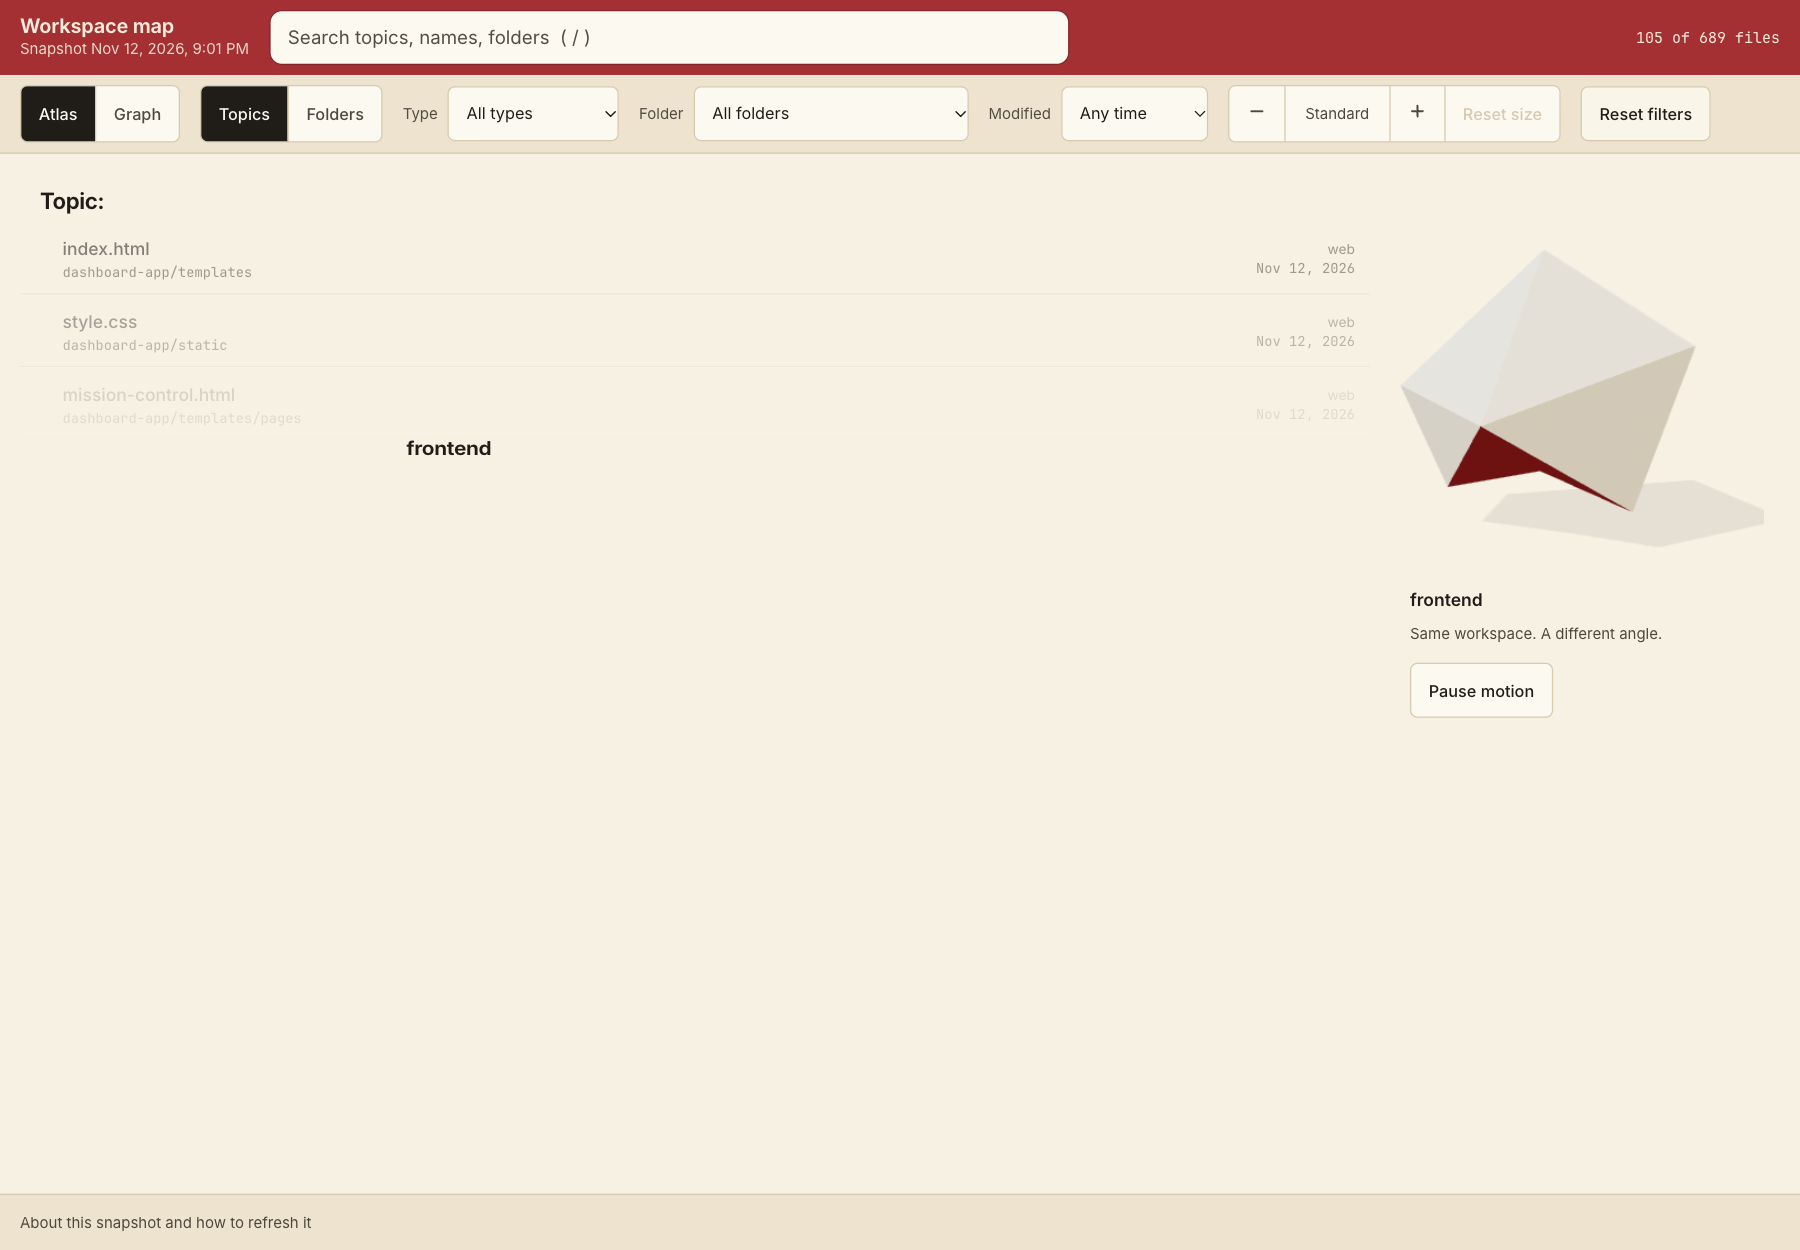 Workspace map
Snapshot Nov 12, 2026, 9:01 PM
Search topics, names, folders ( / )
105 of 689 files
Atlas
Graph
Topics
Folders
Type
All types
Folder
All folders
Modified
Any time
−
Standard
+
Reset size
Reset filters
Topic:
index.html
dashboard-app/templates
web
Nov 12, 2026
style.css
dashboard-app/static
web
Nov 12, 2026
mission-control.html
dashboard-app/templates/pages
web
Nov 12, 2026
frontend
frontend
Same workspace. A different angle.
Pause motion
About this snapshot and how to refresh it